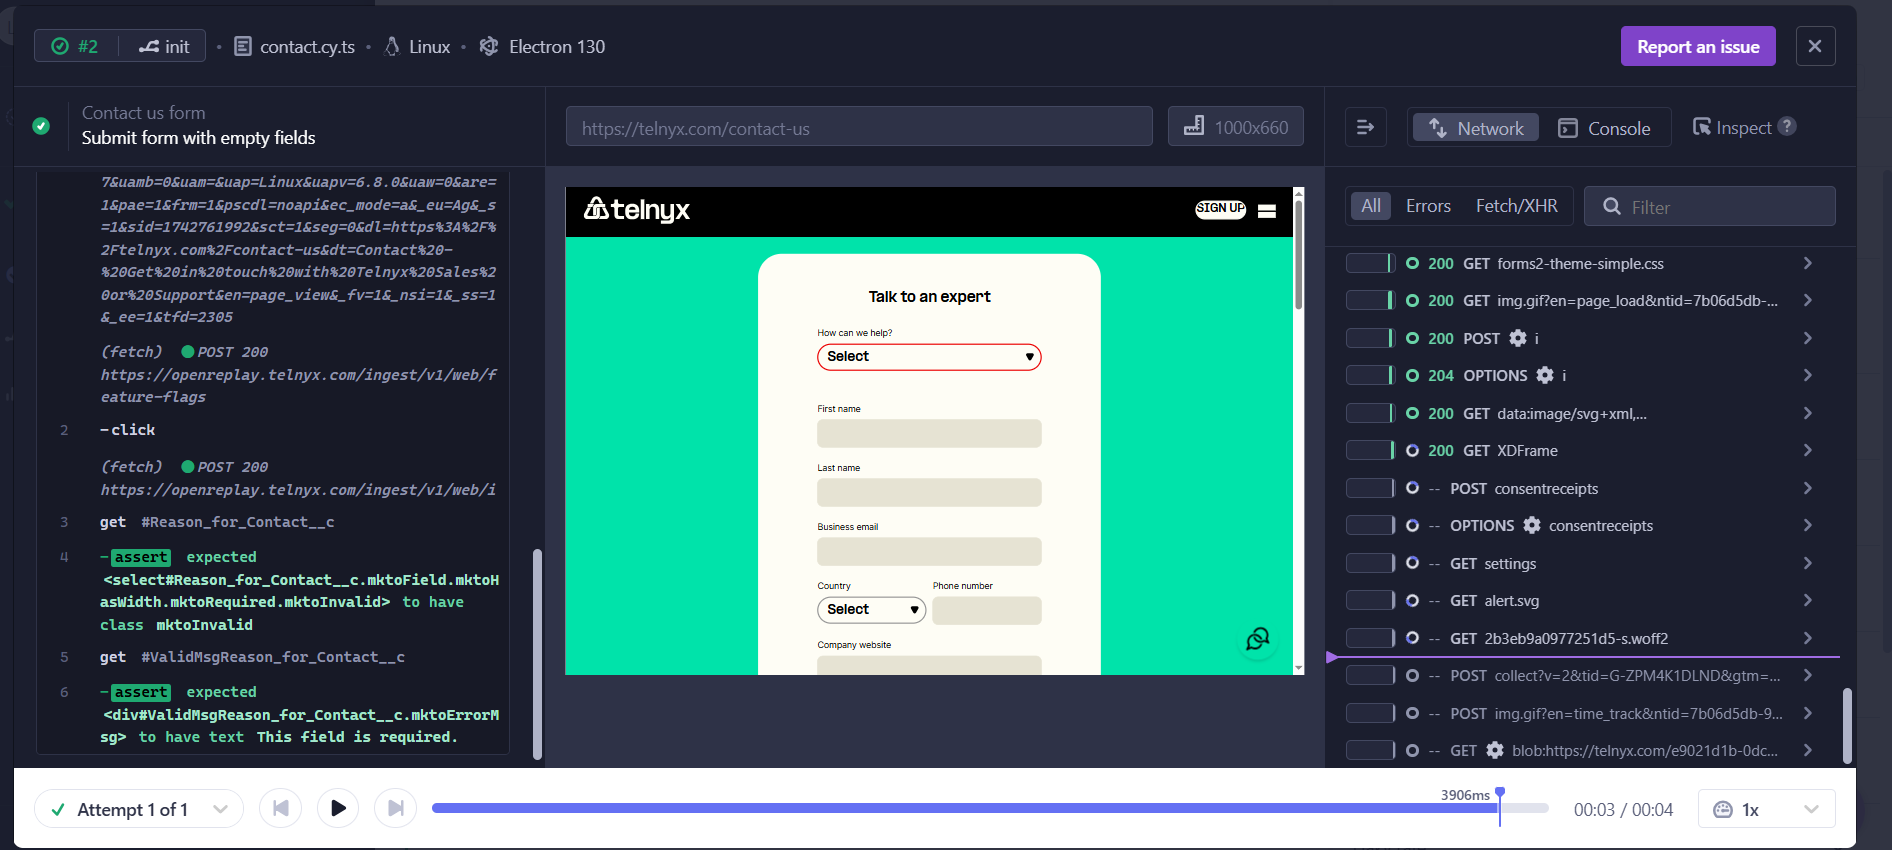 #2
init
contact.cy.ts
Linux
Electron 130
Report an issue
Contact us form
Submit form with empty fields
https://telnyx.com/contact-us
1000x660
Network
Console
Inspect
?
7&uamb=0&uam=&uap=Linux&uapv=6.8.0&uaw=0&are=
1&pae=1&frm=1&pscdl=noapi&ec_mode=a&_eu=Ag&_s
=1&sid=1742761992&sct=1&seg=0&dl=https%3A%2F%
2Ftelnyx.com%2Fcontact-us&dt=Contact%20-
%20Get%20in%20touch%20with%20Telnyx%20Sales%2
0or%20Support&en=page_view&_fv=1&_nsi=1&_ss=1
&_ee=1&tfd=2305
(fetch) POST 200
https://openreplay.telnyx.com/ingest/v1/web/f
eature-flags
2 -click
(fetch) POST 200
https://openreplay.telnyx.com/ingest/v1/web/i
3 get #Reason_for_Contact__c
4 -assert expected
<select#Reason_for_Contact__c.mktoField.mktoH
asWidth.mktoRequired.mktoInvalid> to have
class mktoInvalid
5 get #ValidMsgReason_for_Contact__c
6 -assert expected
<div#ValidMsgReason_for_Contact__c.mktoErrorM
sg> to have text This field is required.
telnyx
SIGN UP
Talk to an expert
How can we help?
Select
First name
Last name
Business email
Country
Phone number
Select
Company website
All
Errors
Fetch/XHR
Filter
200 GET forms2-theme-simple.css
200 GET img.gif?en=page_load&ntid=7b06d5db-...
200 POST i
204 OPTIONS i
200 GET data:image/svg+xml,...
200 GET XDFrame
-- POST consentreceipts
-- OPTIONS consentreceipts
-- GET settings
-- GET alert.svg
-- GET 2b3eb9a0977251d5-s.woff2
-- POST collect?v=2&tid=G-ZPM4K1DLND&gtm=...
-- POST img.gif?en=time_track&ntid=7b06d5db-9...
-- GET blob:https://telnyx.com/e9021d1b-0dc...
Attempt 1 of 1
3906ms
00:03 / 00:04
1x